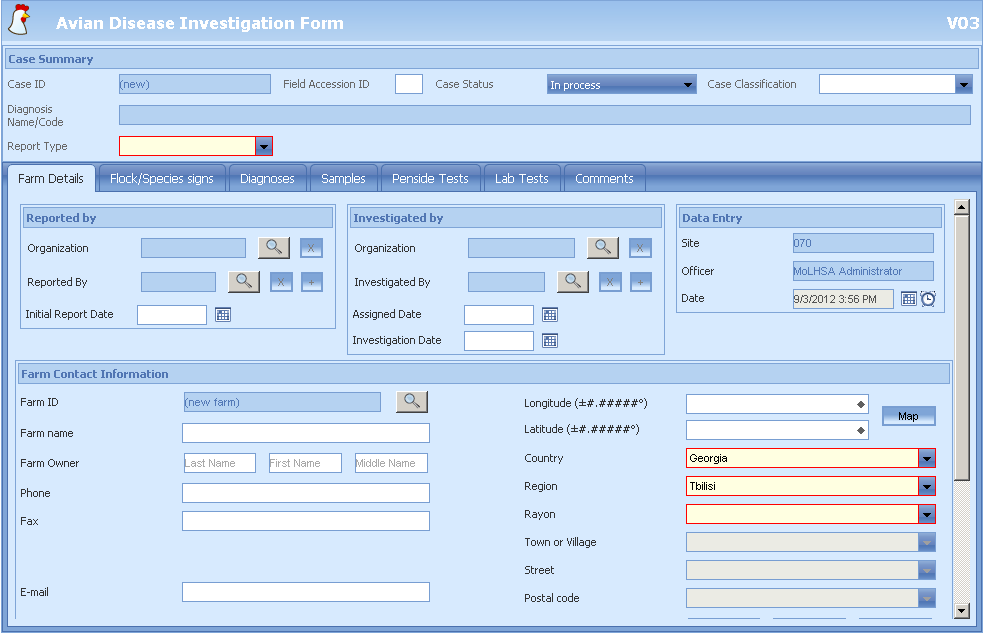 Avian Disease Investigation Form V03
Case Summary
Case ID (new) Field Accession ID Case Status In process Case Classification
Diagnosis
Name/Code
Report Type
Farm Details Flock/Species signs Diagnoses Samples Penside Tests Lab Tests Comments
Reported by
Organization X
Reported By X +
Initial Report Date
Investigated by
Organization X
Investigated By X +
Assigned Date
Investigation Date
Data Entry
Site 070
Officer MoLHSA Administrator
Date 9/3/2012 3:56 PM
Farm Contact Information
Farm ID (new farm)
Farm name
Farm Owner Last Name First Name Middle Name
Phone
Fax
E-mail
Longitude (±#.#####°) Map
Latitude (±#.#####°)
Country Georgia
Region Tbilisi
Rayon
Town or Village
Street
Postal code